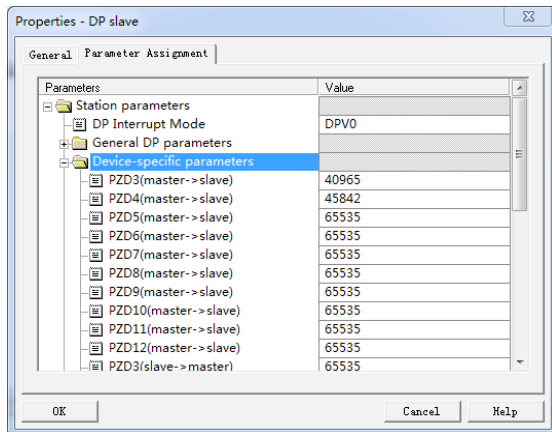 Properties - DP slave
General Parameter Assignment
Parameters Value
Station parameters
DP Interrupt Mode DPV0
General DP parameters
Device-specific parameters
PZD3(master->slave) 40965
PZD4(master->slave) 45842
PZD5(master->slave) 65535
PZD6(master->slave) 65535
PZD7(master->slave) 65535
PZD8(master->slave) 65535
PZD9(master->slave) 65535
PZD10(master->slave) 65535
PZD11(master->slave) 65535
PZD12(master->slave) 65535
PZD3(slave->master) 65535
OK Cancel Help